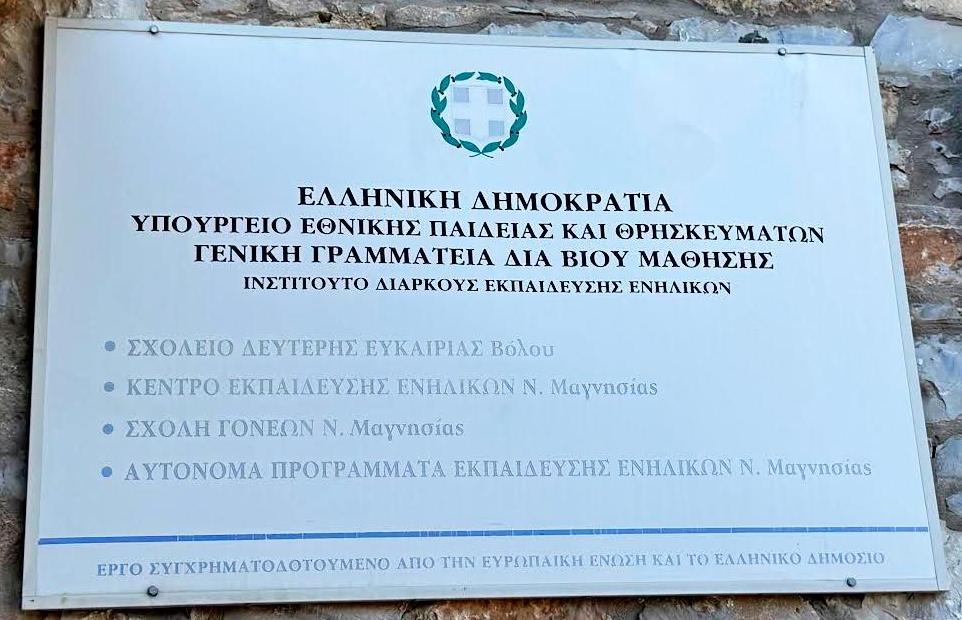 ΕΛΛΗΝΙΚΗ ΔΗΜΟΚΡΑΤΙΑ
ΥΠΟΥΡΓΕΙΟ ΕΘΝΙΚΗΣ ΠΑΙΔΕΙΑΣ ΚΑΙ ΘΡΗΣΚΕΥΜΑΤΩΝ
ΓΕΝΙΚΗ ΓΡΑΜΜΑΤΕΙΑ ΔΙΑ ΒΙΟΥ ΜΑΘΗΣΗΣ
ΙΝΣΤΙΤΟΥΤΟ ΔΙΑΡΚΟΥΣ ΕΚΠΑΙΔΕΥΣΗΣ ΕΝΗΛΙΚΩΝ
• ΣΧΟΛΕΙΟ ΔΕΥΤΕΡΗΣ ΕΥΚΑΙΡΙΑΣ Βόλου
• ΚΕΝΤΡΟ ΕΚΠΑΙΔΕΥΣΗΣ ΕΝΗΛΙΚΩΝ Ν. Μαγνησίας
• ΣΧΟΛΗ ΓΟΝΕΩΝ Ν. Μαγνησίας
• ΑΥΤΟΝΟΜΑ ΠΡΟΓΡΑΜΜΑΤΑ ΕΚΠΑΙΔΕΥΣΗΣ ΕΝΗΛΙΚΩΝ Ν. Μαγνησίας
ΕΡΓΟ ΣΥΓΧΡΗΜΑΤΟΔΟΤΟΥΜΕΝΟ ΑΠΟ ΤΗΝ ΕΥΡΩΠΑΙΚΗ ΕΝΩΣΗ ΚΑΙ ΤΟ ΕΛΛΗΝΙΚΟ ΔΗΜΟΣΙΟ